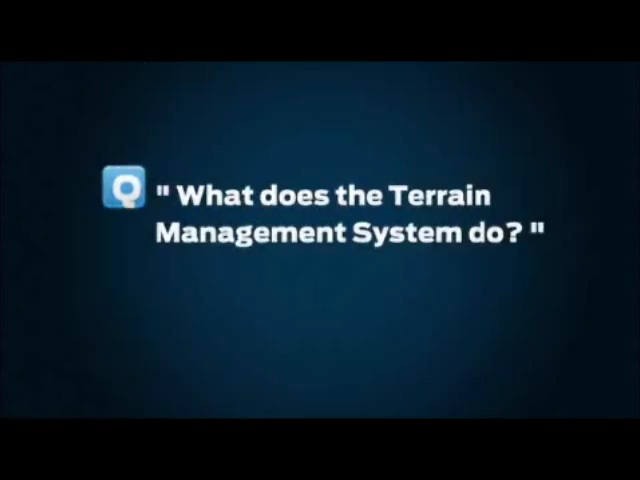 Q " What does the Terrain
Management System do? "